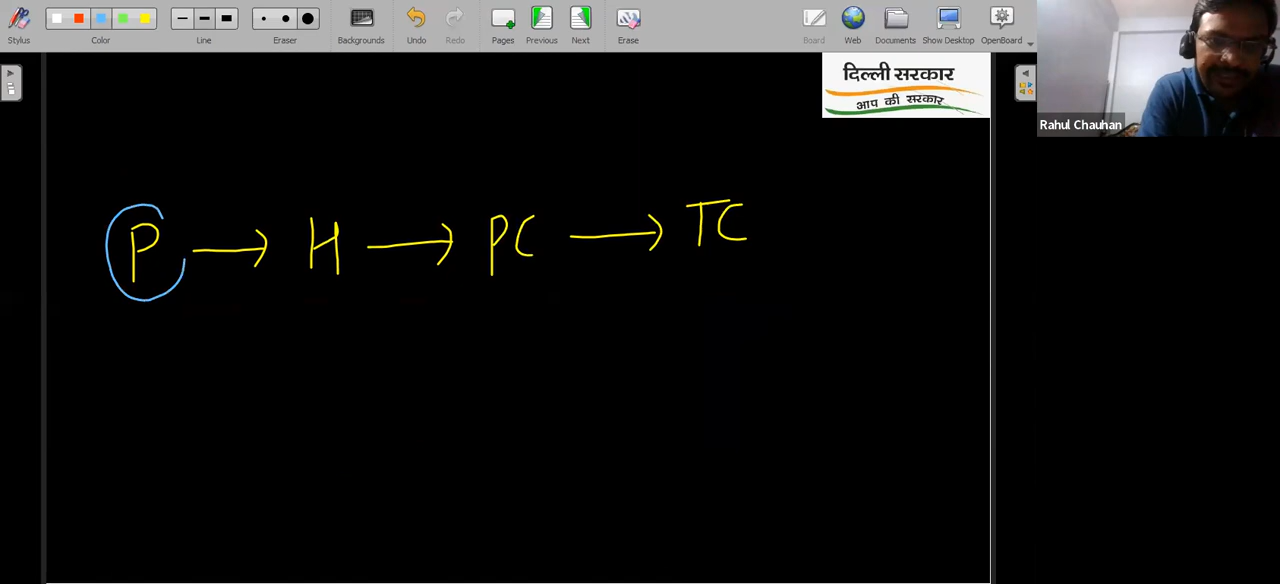 Stylus
Color
Line
Eraser
Backgrounds
Undo
Redo
Pages
Previous
Next
Erase
Board
Web
Documents
Show Desktop
OpenBoard
दिल्ली सरकार
आप की सरकार
Rahul Chauhan
P → H → PC → TC